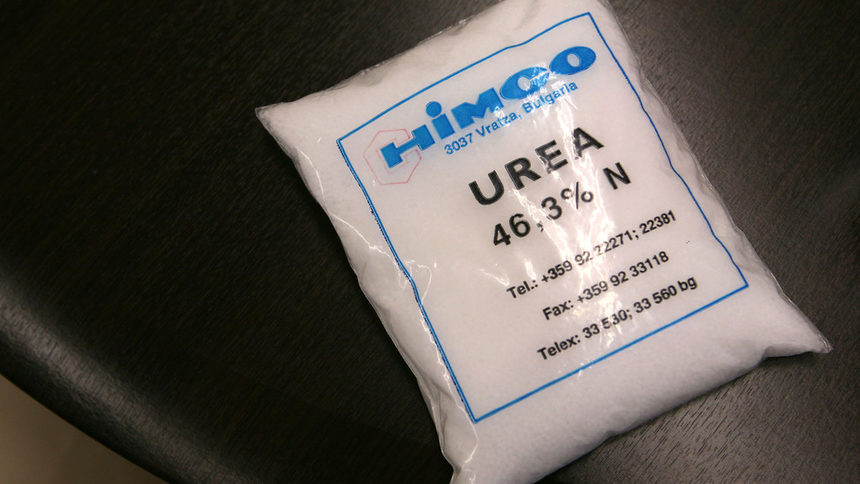 HIMCO
3037 Vratza, Bulgaria
UREA
46,3% N
Tel.: +359 92 22271; 22381
Fax: +359 92 33118
Telex: 33 530; 33 560 bg